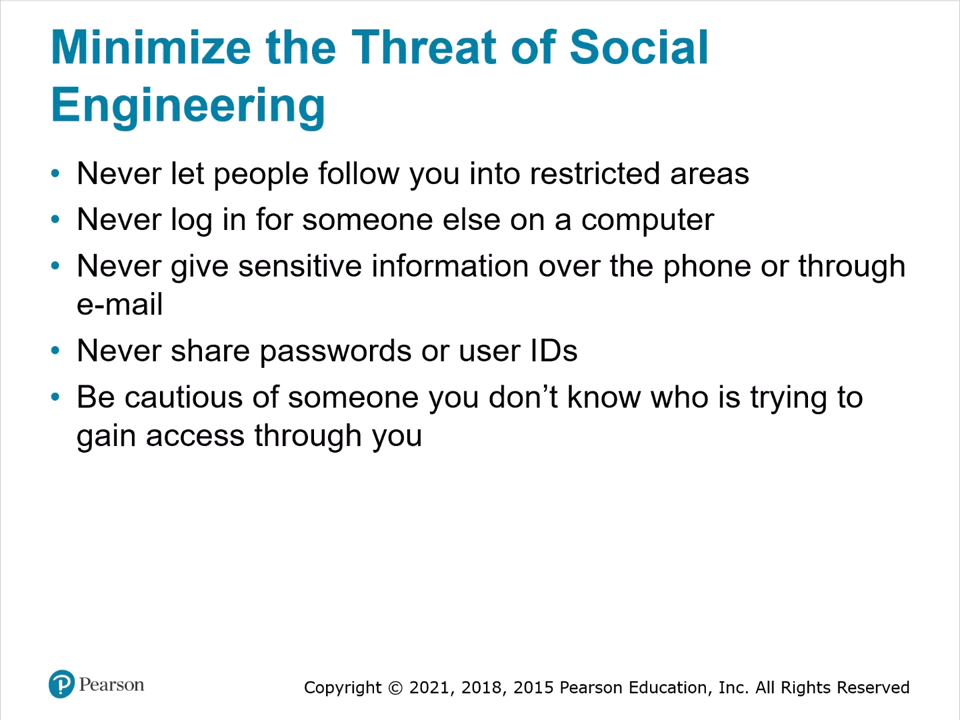 Minimize the Threat of Social
Engineering
• Never let people follow you into restricted areas
• Never log in for someone else on a computer
• Never give sensitive information over the phone or through
e-mail
• Never share passwords or user IDs
• Be cautious of someone you don’t know who is trying to
gain access through you
P Pearson
Copyright © 2021, 2018, 2015 Pearson Education, Inc. All Rights Reserved